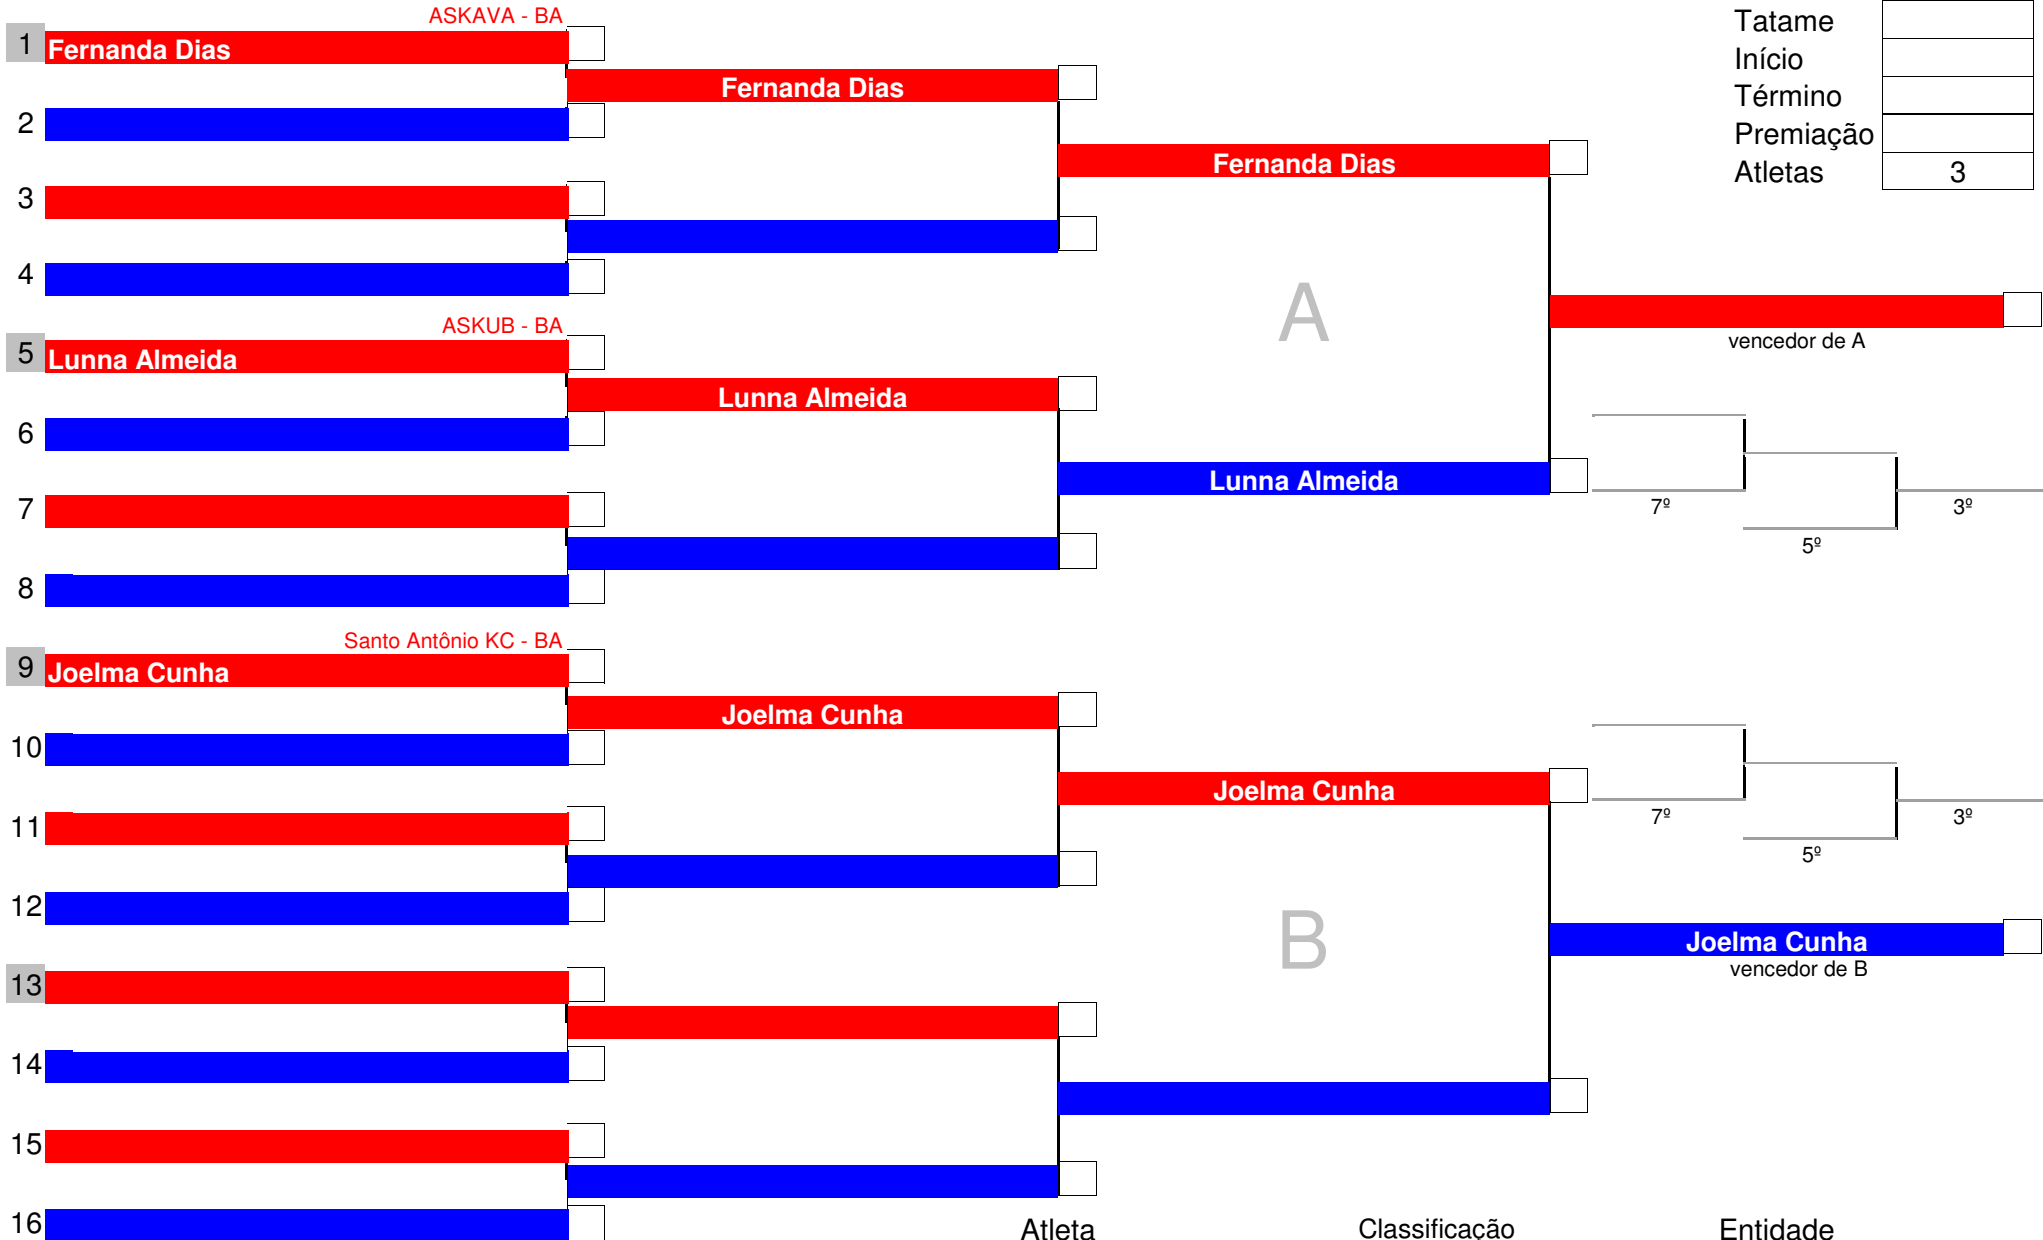 ASKAVA - BA
Tatame
1 Fernanda Dias
Início
Fernanda Dias
Término
2
Premiação
Fernanda Dias
Atletas 3
3
4
A
ASKUB - BA
vencedor de A
5 Lunna Almeida
Lunna Almeida
6
Lunna Almeida
7
7º 3º
5º
8
Santo Antônio KC - BA
9 Joelma Cunha
Joelma Cunha
10
Joelma Cunha
7º 3º
11
5º
12
B
Joelma Cunha
vencedor de B
13
14
15
16
Atleta Classificação Entidade